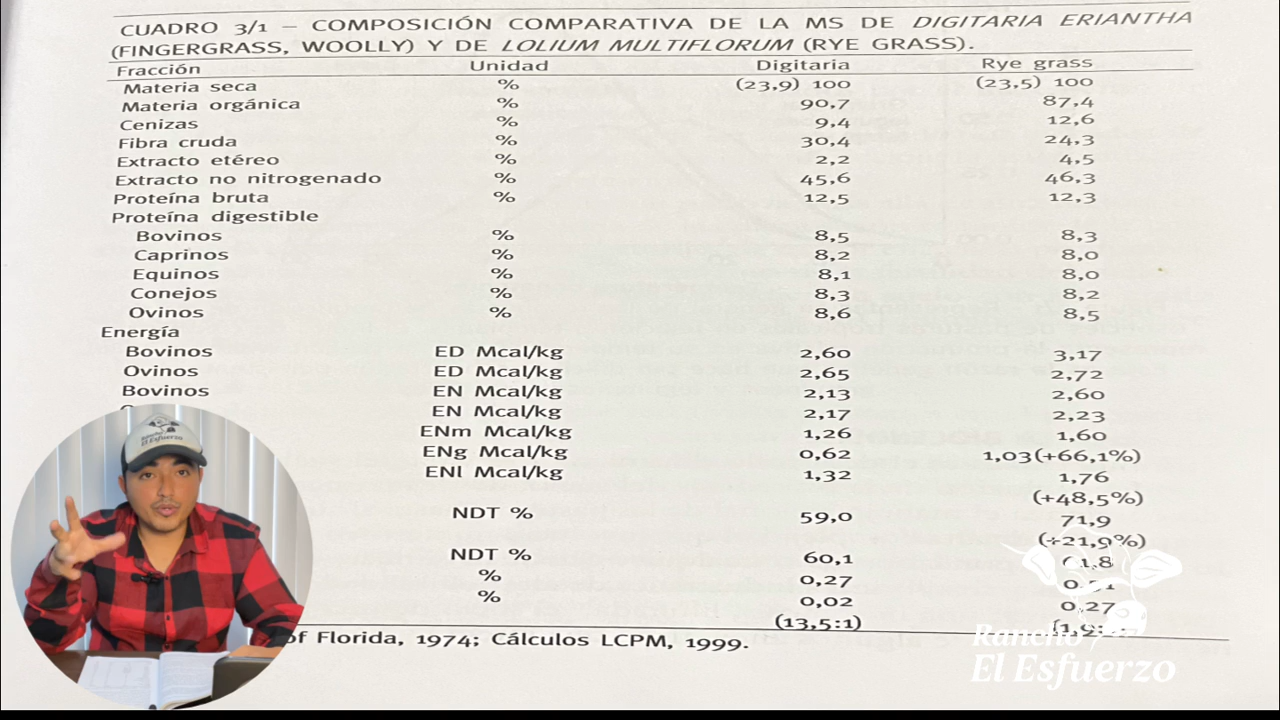 CUADRO 3/1 – COMPOSICIÓN COMPARATIVA DE LA MS DE DIGITARIA ERIANTHA
(FINGERGRASS, WOOLLY) Y DE LOLIUM MULTIFLORUM (RYE GRASS).
Fracción Unidad Digitaria Rye grass
Materia seca % (23,9) 100 (23,5) 100
Materia orgánica % 90,7 87,4
Cenizas % 9,4 12,6
Fibra cruda % 30,4 24,3
Extracto etéreo % 2,2 4,5
Extracto no nitrogenado % 45,6 46,3
Proteína bruta % 12,5 12,3
Proteína digestible
Bovinos % 8,5 8,3
Caprinos % 8,2 8,0
Equinos % 8,1 8,0
Conejos % 8,3 8,2
Ovinos % 8,6 8,5
Energía
Bovinos ED Mcal/kg 2,60 3,17
Ovinos ED Mcal/kg 2,65 2,72
Bovinos EN Mcal/kg 2,13 2,60
EN Mcal/kg 2,17 2,23
ENm Mcal/kg 1,26 1,60
ENg Mcal/kg 0,62 1,03(+66,1%)
ENl Mcal/kg 1,32 1,76
(+48,5%)
NDT % 59,0 71,9
(+21,9%)
NDT % 60,1
% 0,27
% 0,02 0,27
(13,5:1)
of Florida, 1974; Cálculos LCPM, 1999.
Rancho
El Esfuerzo
Rancho
El Esfuerzo